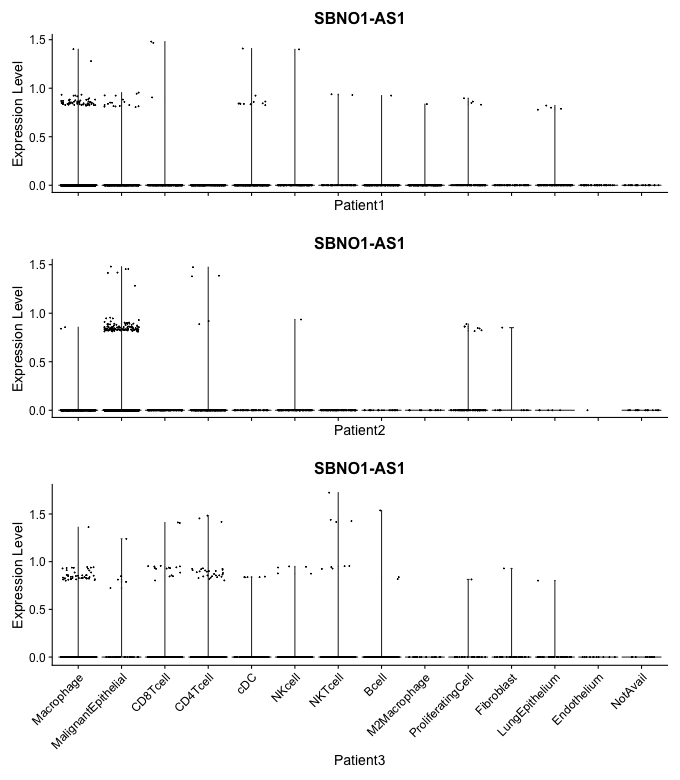 SBNO1-AS1
Expression Level
1.5
1.0
0.5
0.0
Patient1
SBNO1-AS1
Expression Level
1.5
1.0
0.5
0.0
Patient2
SBNO1-AS1
Expression Level
1.5
1.0
0.5
0.0
Macrophage
MalignantEpithelial
CD8Tcell
CD4Tcell
cDC
NKcell
NKTcell
Bcell
M2Macrophage
ProliferatingCell
Fibroblast
LungEpithelium
Endothelium
NotAvail
Patient3